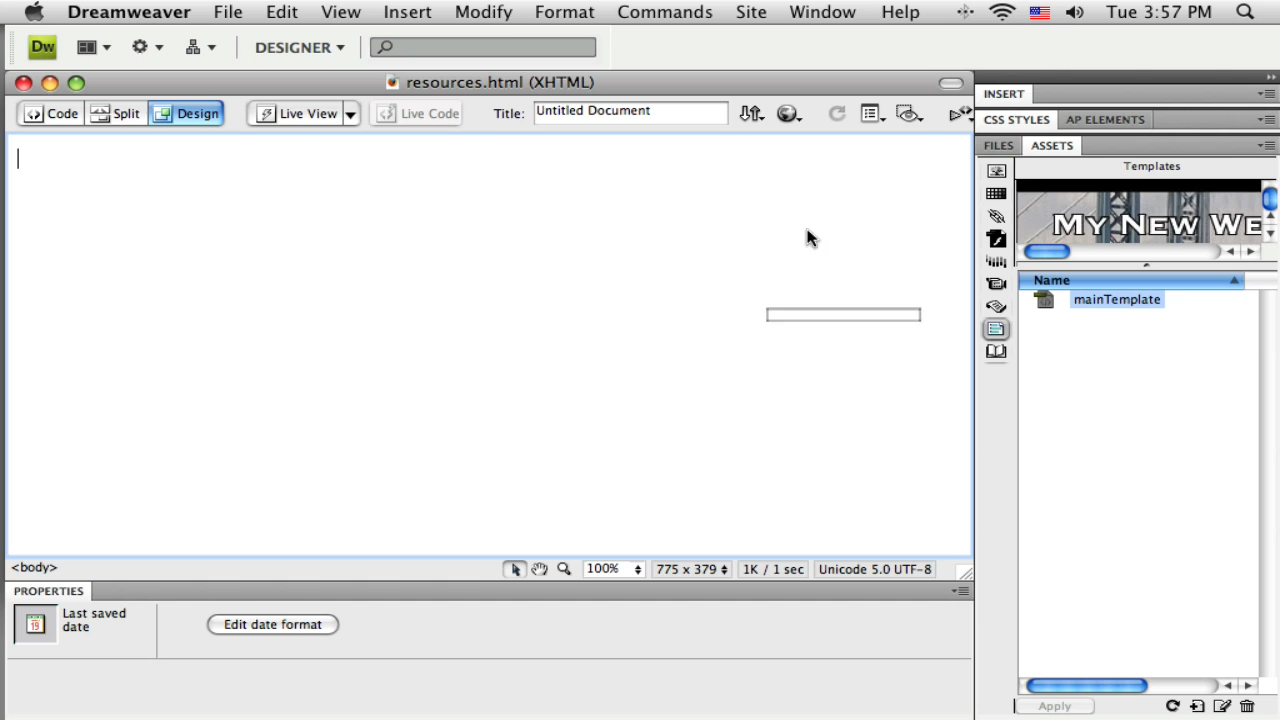 Dreamweaver File Edit View Insert Modify Format Commands Site Window Help Tue 3:57 PM
Dw DESIGNER
resources.html (XHTML)
Code Split Design Live View Live Code Title: Untitled Document
INSERT
CSS STYLES AP ELEMENTS
FILES ASSETS
Templates
My New We
Name
mainTemplate
<body> 100% 775 x 379 1K / 1 sec Unicode 5.0 UTF-8
PROPERTIES
Last saved
date
Edit date format
19
Apply